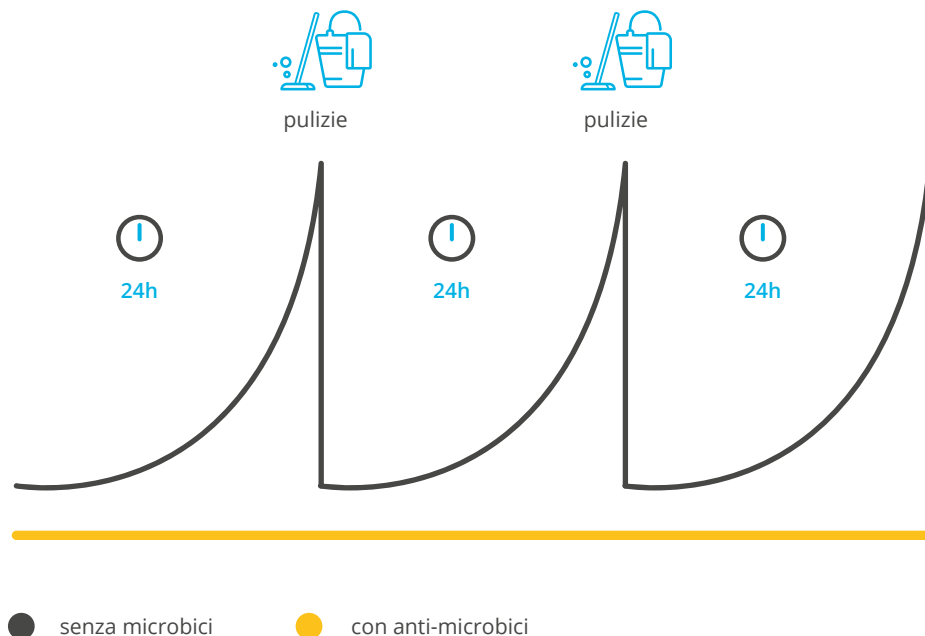 pulizie
pulizie
24h
24h
24h
senza microbici
con anti-microbici